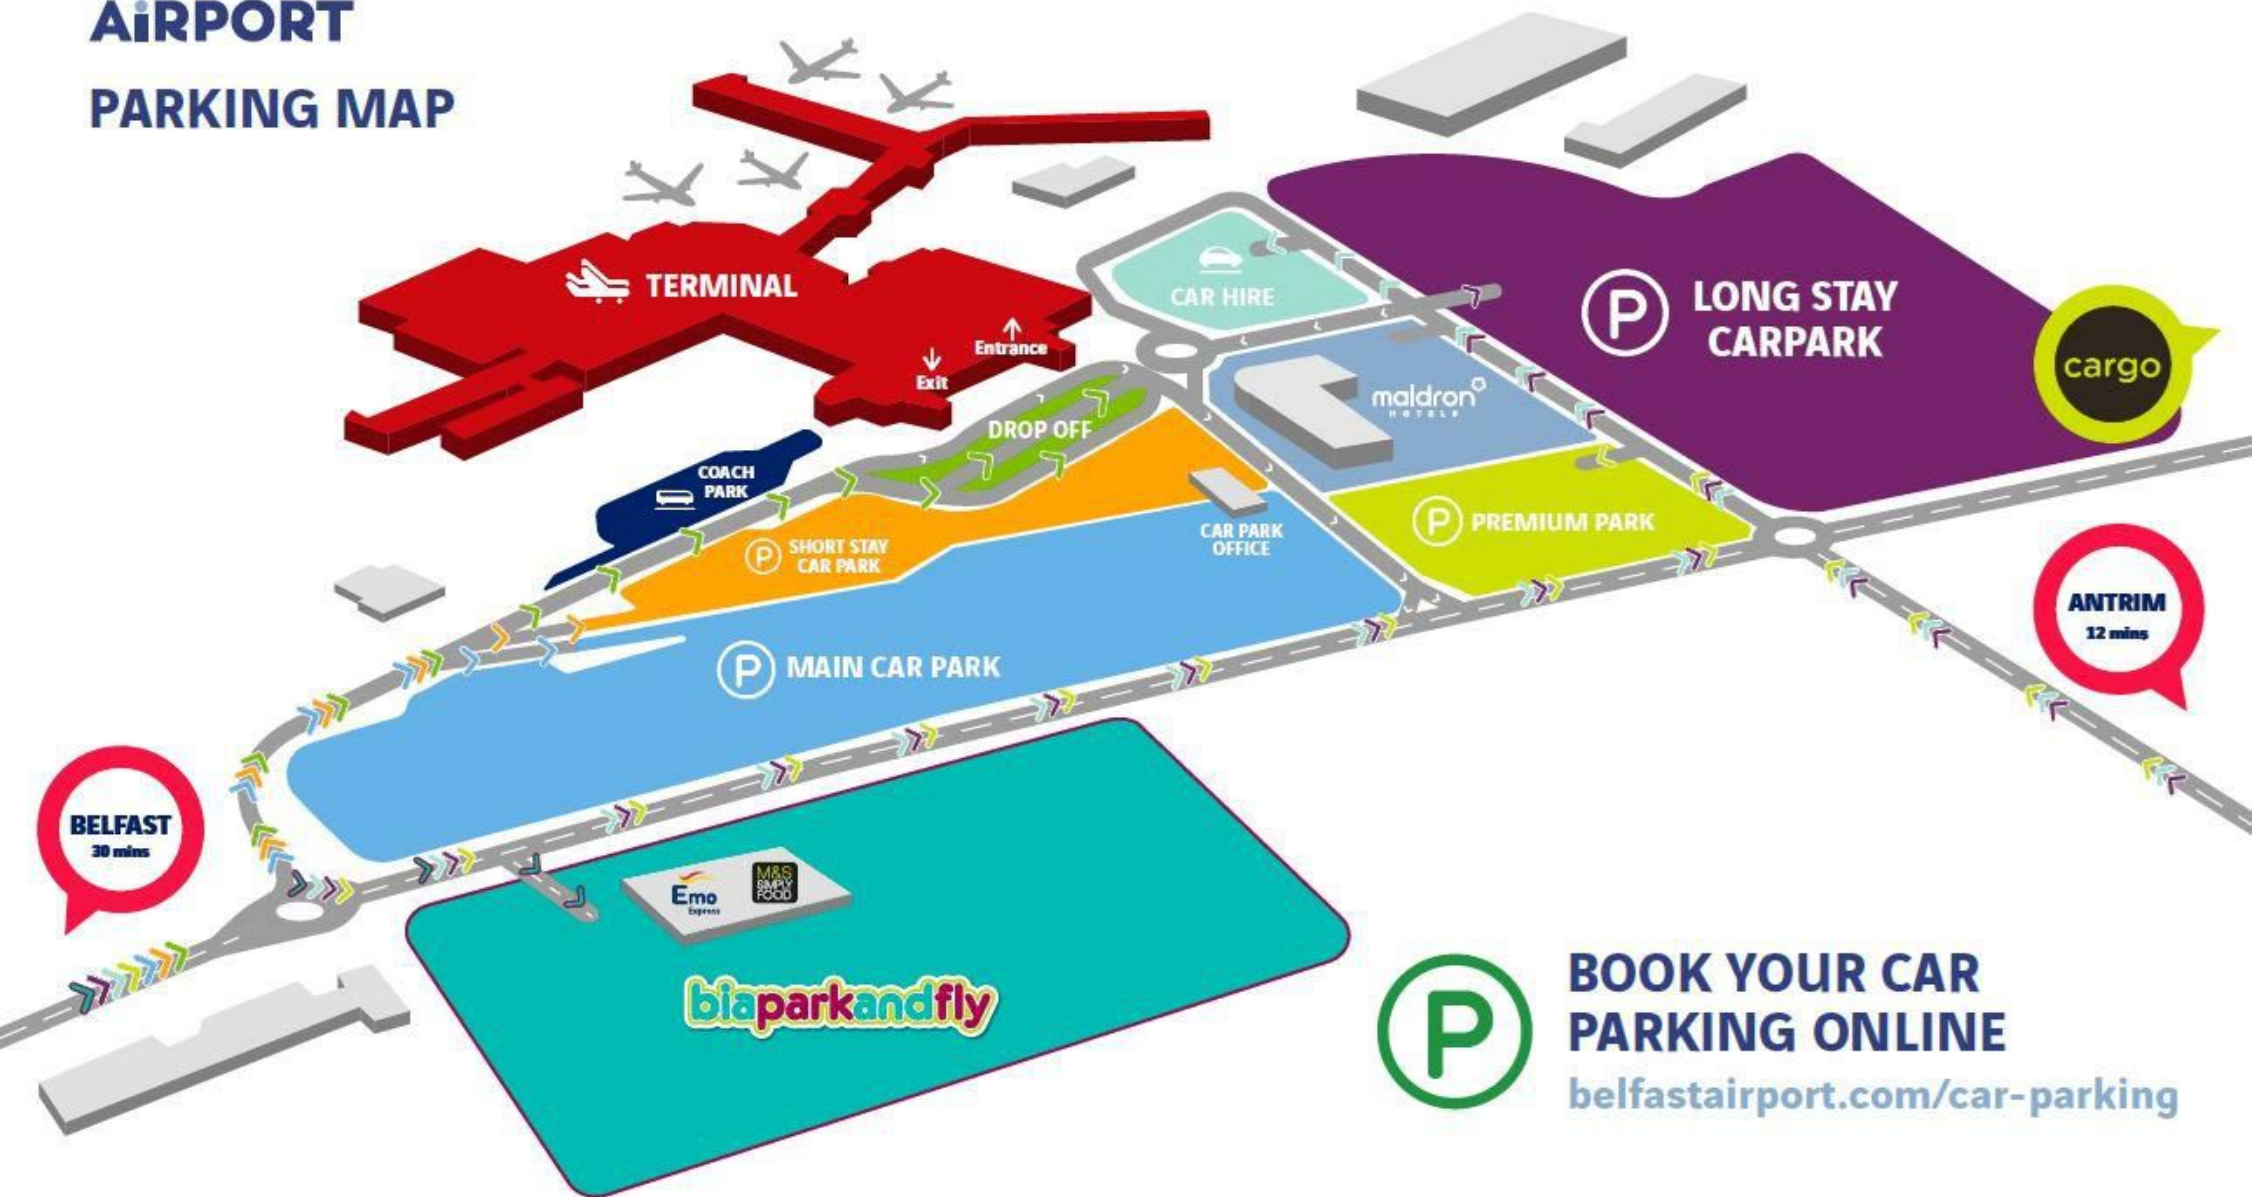 AiRPORT
PARKING MAP
TERMINAL
Entrance
Exit
CAR HIRE
P LONG STAY
CARPARK
cargo
maldron
HOTELS
DROP OFF
COACH
PARK
P SHORT STAY
CAR PARK
CAR PARK
OFFICE
P PREMIUM PARK
ANTRIM
12 mins
P MAIN CAR PARK
BELFAST
30 mins
Emo
Express
M&S
SIMPLY
FOOD
biaparkandfly
P
BOOK YOUR CAR
PARKING ONLINE
belfastairport.com/car-parking